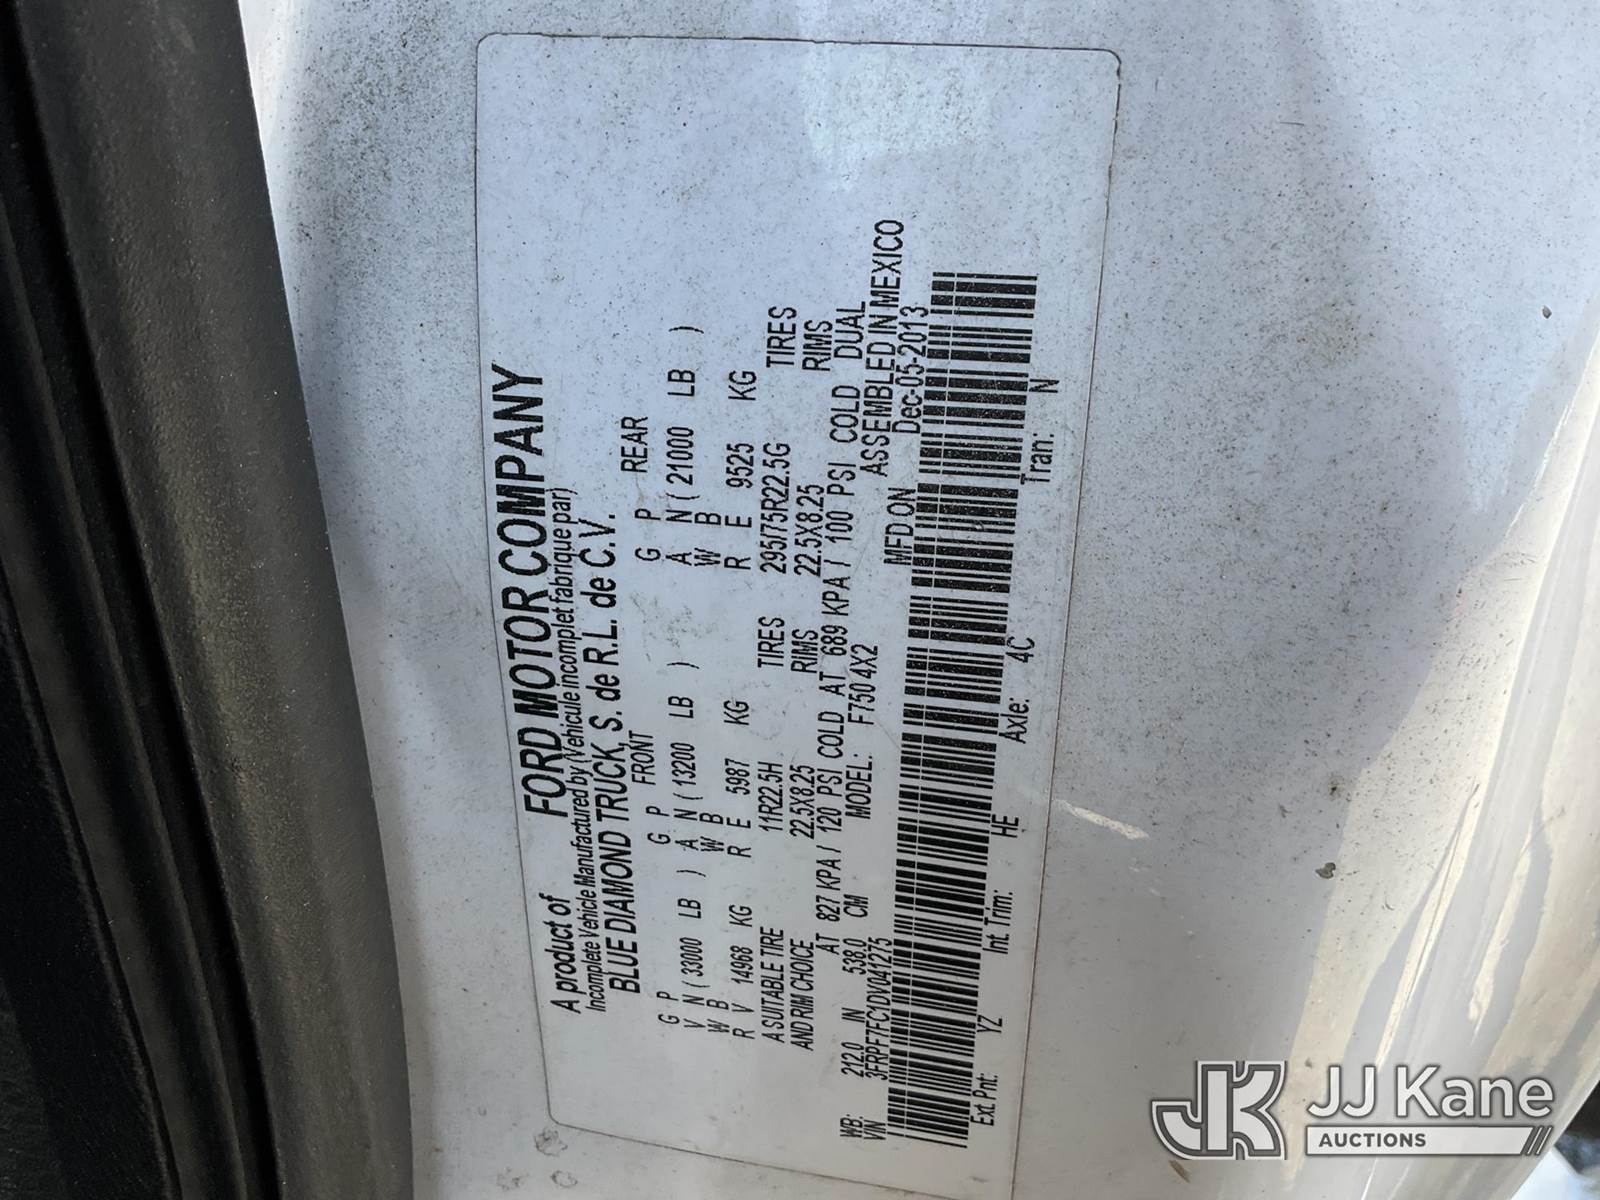 A product of FORD MOTOR COMPANY
Incomplete Vehicle Manufactured by (Vehicule incomplet fabrique par)
BLUE DIAMOND TRUCK, S. de R.L. de C.V.
FRONT REAR
G P G P G P
V N ( 33000 LB ) A N ( 13200 LB ) A N ( 21000 LB )
W B W B W B
R V 14968 KG R E 5987 KG R E 9525 KG
A SUITABLE TIRE 11R22.5H TIRES 295/75R22.5G TIRES
AND RIM CHOICE 22.5X8.25 RIMS 22.5X8.25 RIMS
AT 827 KPA / 120 PSI COLD AT 689 KPA / 100 PSI COLD DUAL
WB: 212.0 IN 538.0 CM MODEL: F750 4X2 ASSEMBLED IN MEXICO
VIN 3FRPF7FC1DV041275 MFD ON Dec-05-2013
Ext Pnt: YZ Int. Trim: HE Axle: 4C Tran: N
JK JJ Kane
AUCTIONS